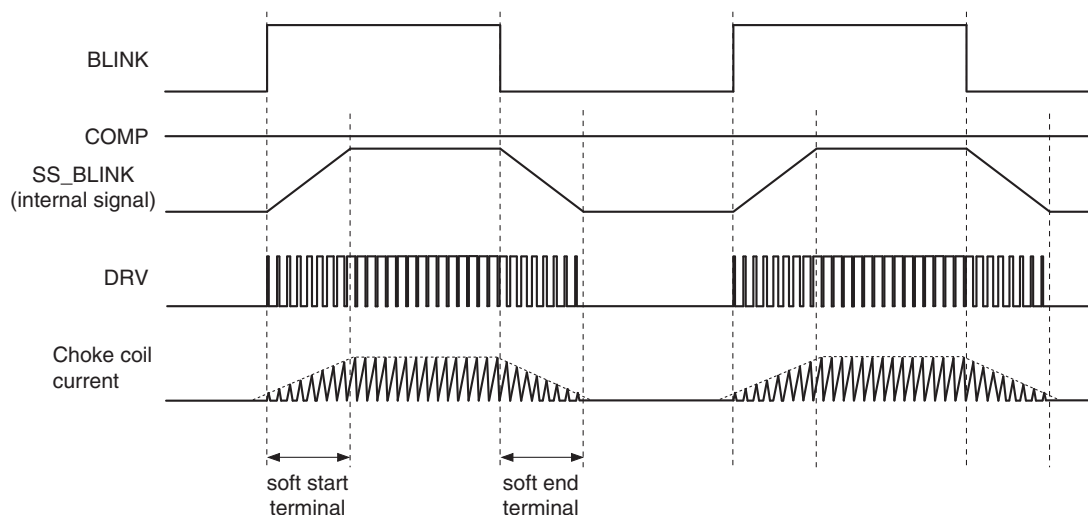 BLINK
COMP
SS_BLINK
(internal signal)
DRV
Choke coil
current
soft start
terminal
soft end
terminal